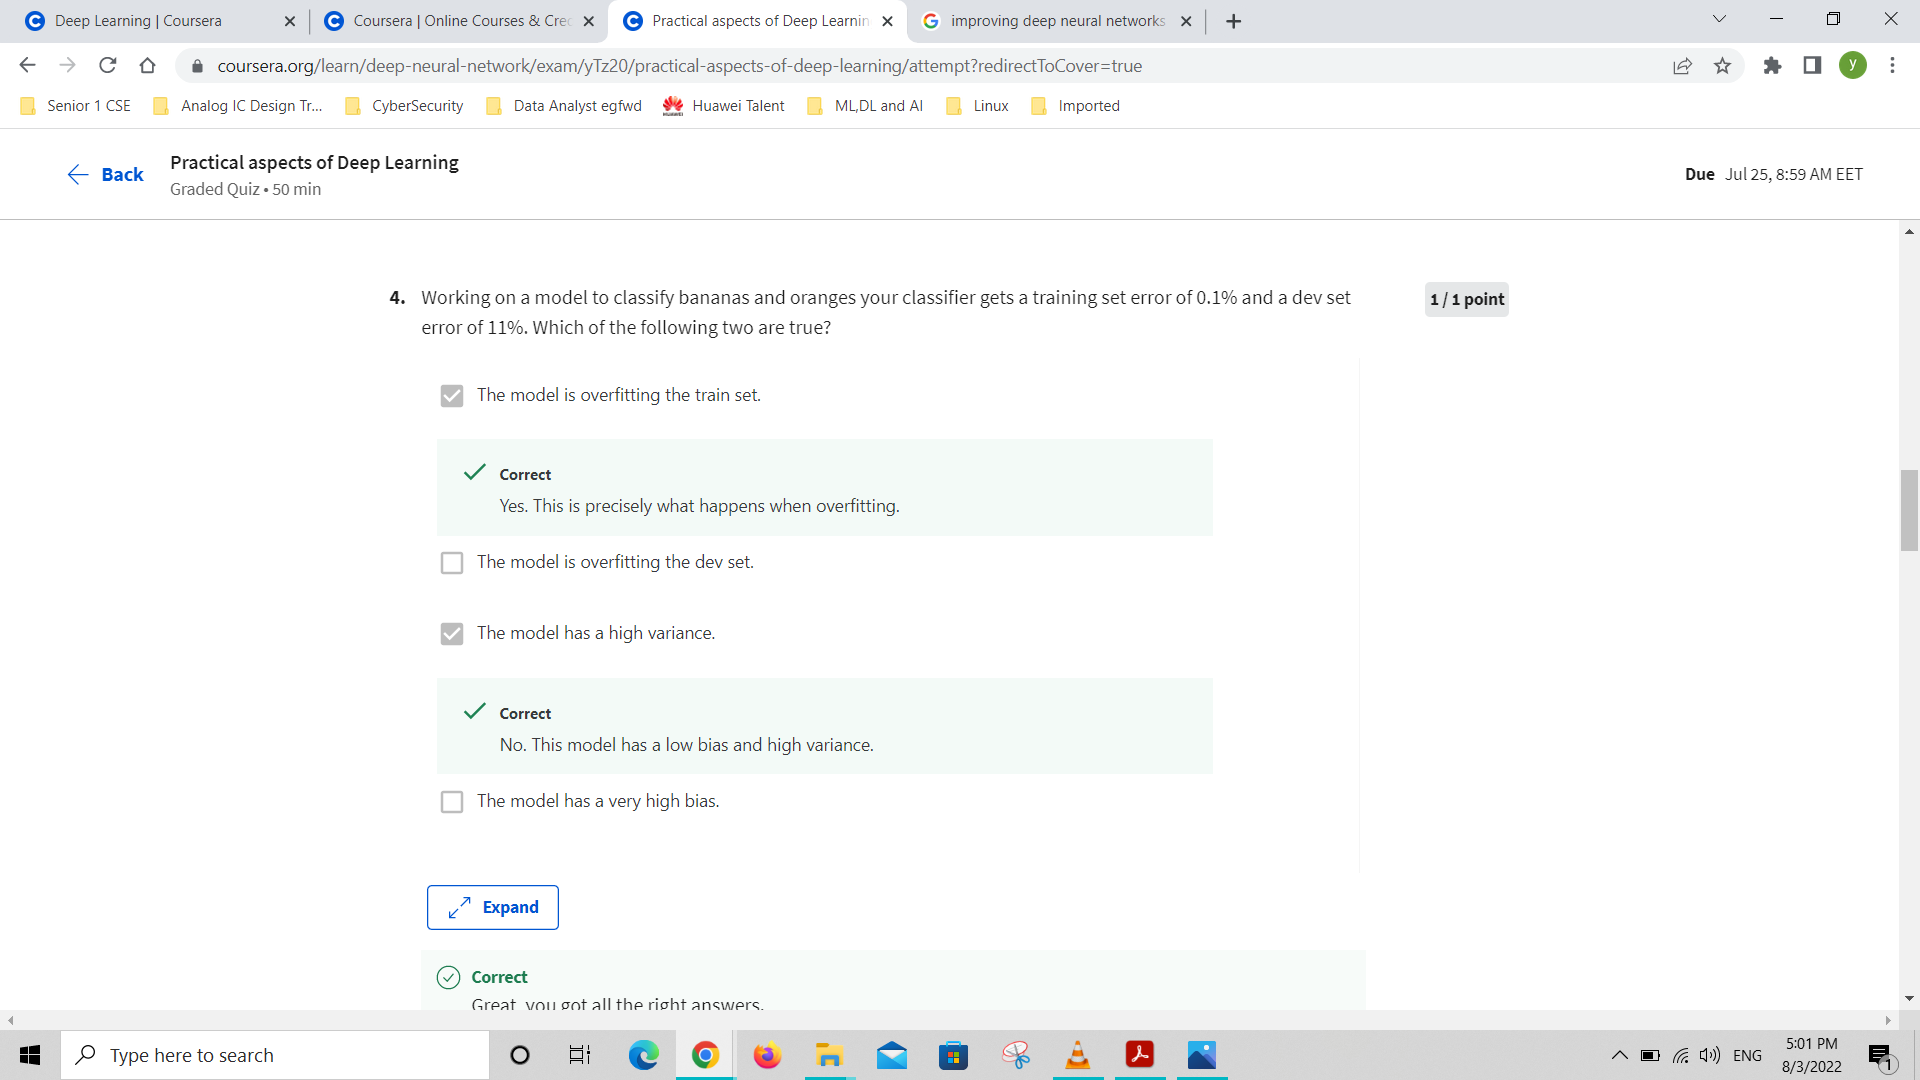 Deep Learning | Coursera
Coursera | Online Courses & Cre
Practical aspects of Deep Learnin
improving deep neural networks
coursera.org/learn/deep-neural-network/exam/yTz20/practical-aspects-of-deep-learning/attempt?redirectToCover=true
y
Senior 1 CSE
Analog IC Design Tr...
CyberSecurity
Data Analyst egfwd
Huawei Talent
ML,DL and AI
Linux
Imported
Back
Practical aspects of Deep Learning
Graded Quiz • 50 min
Due Jul 25, 8:59 AM EET
4. Working on a model to classify bananas and oranges your classifier gets a training set error of 0.1% and a dev set
error of 11%. Which of the following two are true?
1 / 1 point
The model is overfitting the train set.
Correct
Yes. This is precisely what happens when overfitting.
The model is overfitting the dev set.
The model has a high variance.
Correct
No. This model has a low bias and high variance.
The model has a very high bias.
Expand
Correct
Great, you got all the right answers.
Type here to search
ENG
5:01 PM
8/3/2022
1